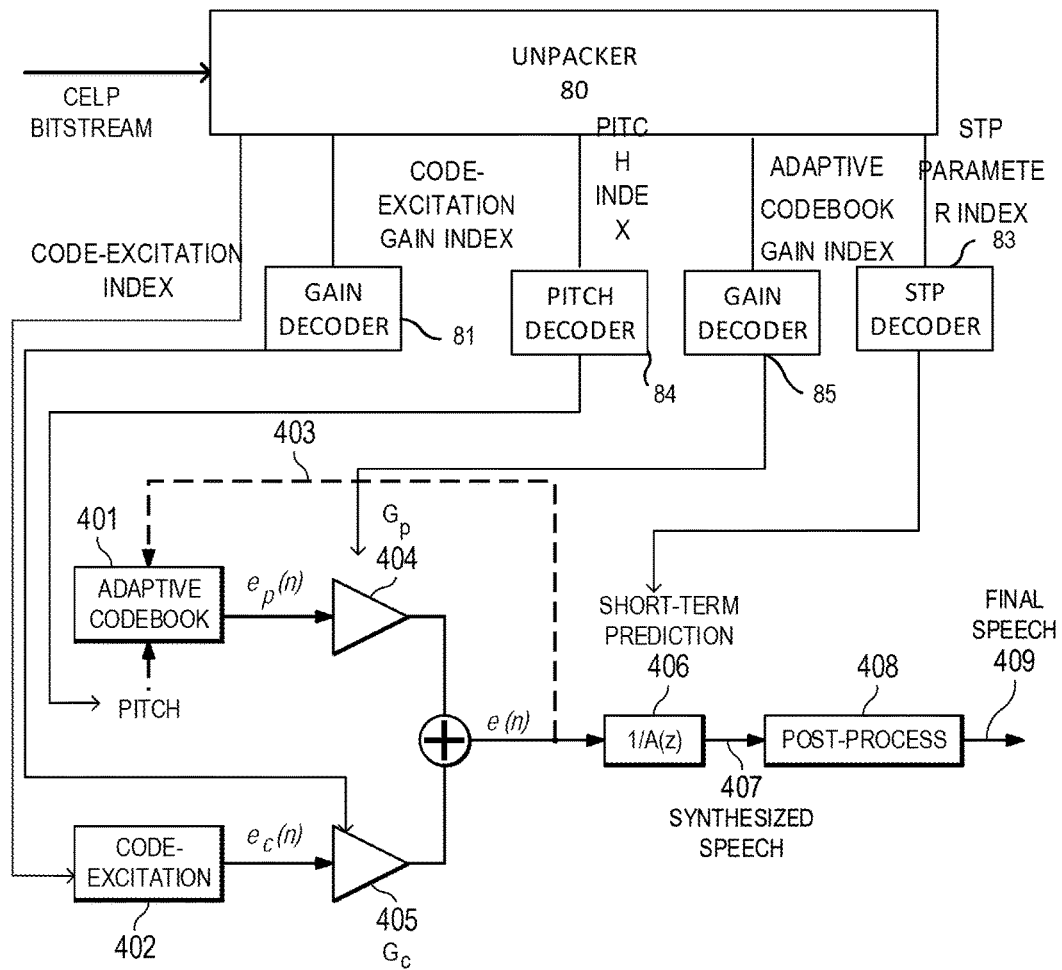 UNPACKER
80
CELP
BITSTREAM
PITC
H
INDE
X
STP
PARAMETE
R INDEX
83
CODE-
EXCITATION
GAIN INDEX
ADAPTIVE
CODEBOOK
GAIN INDEX
CODE-EXCITATION
INDEX
GAIN
DECODER
81
PITCH
DECODER
84
GAIN
DECODER
85
STP
DECODER
403
401
Gp
404
ADAPTIVE
CODEBOOK
ep(n)
PITCH
SHORT-TERM
PREDICTION
406
408
FINAL
SPEECH
409
e(n)
1/A(z)
POST-PROCESS
407
SYNTHESIZED
SPEECH
CODE-
EXCITATION
ec(n)
402
405
Gc